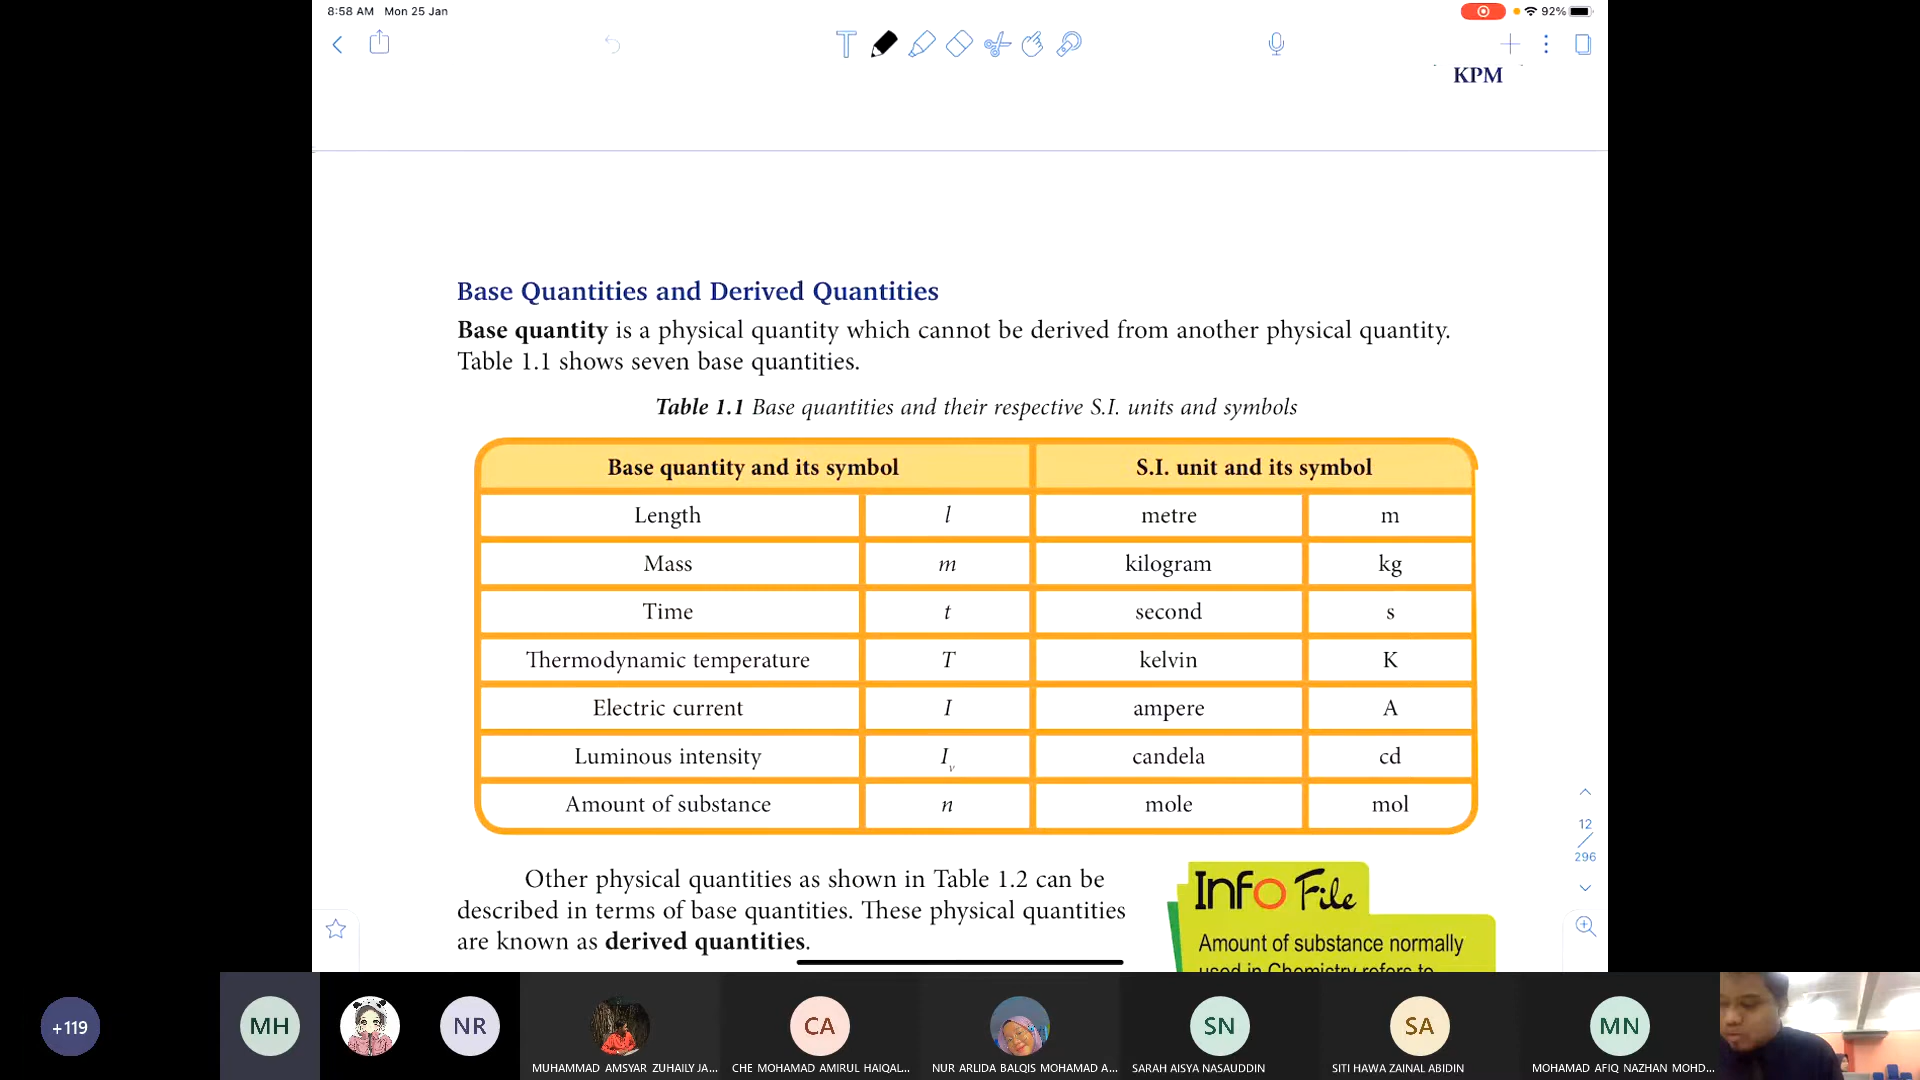 8:58 AM Mon 25 Jan
92%
T
KPM
Base Quantities and Derived Quantities
Base quantity is a physical quantity which cannot be derived from another physical quantity.
Table 1.1 shows seven base quantities.
Table 1.1 Base quantities and their respective S.I. units and symbols
Base quantity and its symbol S.I. unit and its symbol
Length l metre m
Mass m kilogram kg
Time t second s
Thermodynamic temperature T kelvin K
Electric current I ampere A
Luminous intensity Iv candela cd
Amount of substance n mole mol
12
296
Other physical quantities as shown in Table 1.2 can be
described in terms of base quantities. These physical quantities
are known as derived quantities.
Info File
Amount of substance normally
used in Chemistry refers to
+119
MH
NR
CA
SN
SA
MN
MUHAMMAD AMSYAR ZUHAILY JA...
CHE MOHAMAD AMIRUL HAIQAL...
NUR ARLIDA BALQIS MOHAMAD A...
SARAH AISYA NASAUDDIN
SITI HAWA ZAINAL ABIDIN
MOHAMAD AFIQ NAZHAN MOHD...